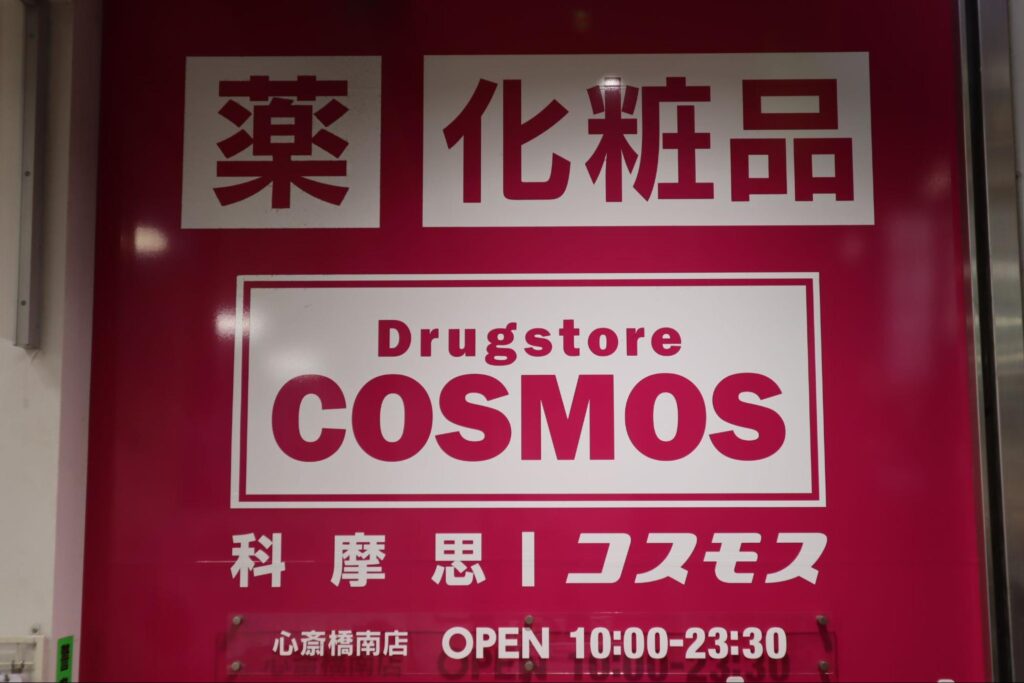 薬 化粧品
Drugstore
COSMOS
科摩思 | コスモス
心斎橋南店 OPEN 10:00-23:30